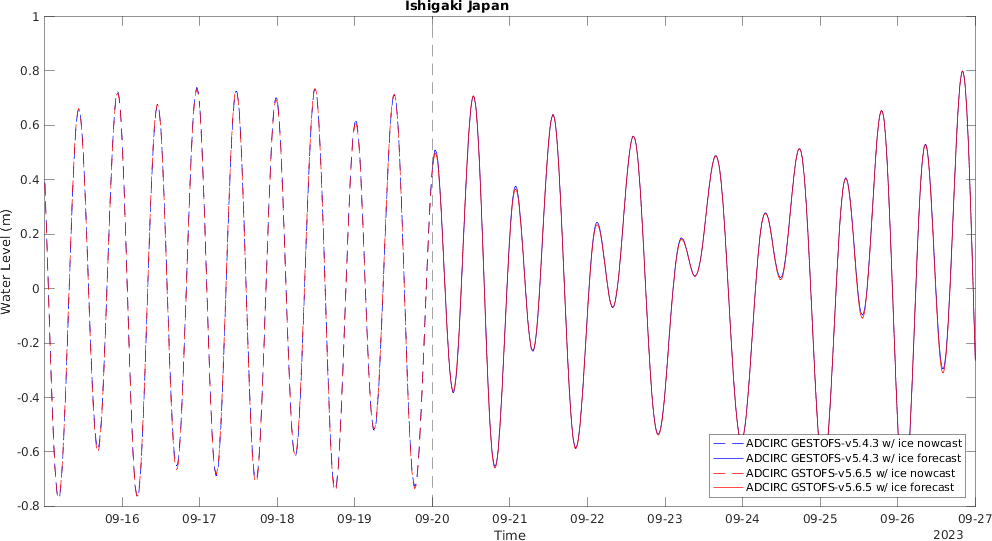 Ishigaki Japan
1
0.8
0.6
0.4
0.2
0
-0.2
-0.4
-0.6
-0.8
Water Level (m)
ADCIRC GESTOFS-v5.4.3 w/ ice nowcast
ADCIRC GESTOFS-v5.4.3 w/ ice forecast
ADCIRC GSTOFS-v5.6.5 w/ ice nowcast
ADCIRC GSTOFS-v5.6.5 w/ ice forecast
09-16 09-17 09-18 09-19 09-20 09-21 09-22 09-23 09-24 09-25 09-26 09-27
Time
2023